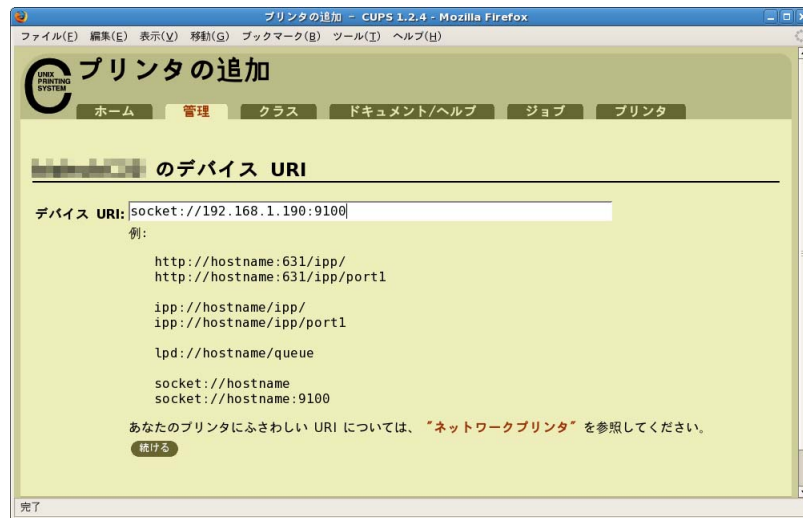 プリンタの追加 - CUPS 1.2.4 - Mozilla Firefox
ファイル(F) 編集(E) 表示(V) 移動(G) ブックマーク(B) ツール(T) ヘルプ(H)
UNIX PRINTING SYSTEM
プリンタの追加
ホーム 管理 クラス ドキュメント/ヘルプ ジョブ プリンタ
のデバイス URI
デバイス URI: socket://192.168.1.190:9100
例:
http://hostname:631/ipp/
http://hostname:631/ipp/port1
ipp://hostname/ipp/
ipp://hostname/ipp/port1
lpd://hostname/queue
socket://hostname
socket://hostname:9100
あなたのプリンタにふさわしい URI については、 "ネットワークプリンタ" を参照してください。
続ける
完了